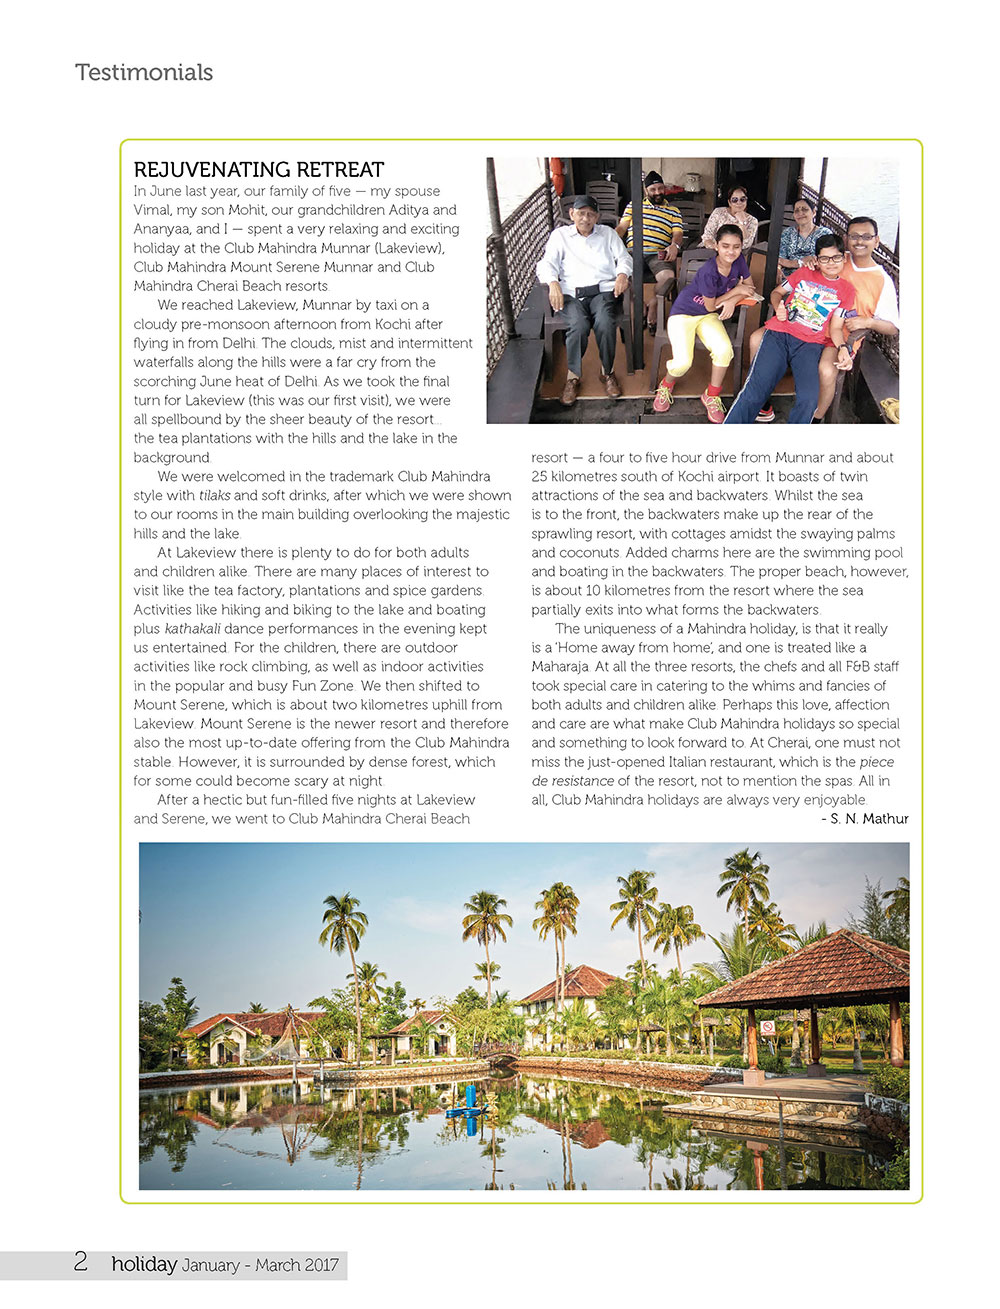 Testimonials
REJUVENATING RETREAT
In June last year, our family of five — my spouse
Vimal, my son Mohit, our grandchildren Aditya and
Ananyaa, and I — spent a very relaxing and exciting
holiday at the Club Mahindra Munnar (Lakeview),
Club Mahindra Mount Serene Munnar and Club
Mahindra Cherai Beach resorts.
We reached Lakeview, Munnar by taxi on a
cloudy pre-monsoon afternoon from Kochi after
flying in from Delhi. The clouds, mist and intermittent
waterfalls along the hills were a far cry from the
scorching June heat of Delhi. As we took the final
turn for Lakeview (this was our first visit), we were
all spellbound by the sheer beauty of the resort...
the tea plantations with the hills and the lake in the
background.
We were welcomed in the trademark Club Mahindra
style with tilaks and soft drinks, after which we were shown
to our rooms in the main building overlooking the majestic
hills and the lake.
At Lakeview there is plenty to do for both adults
and children alike. There are many places of interest to
visit like the tea factory, plantations and spice gardens.
Activities like hiking and biking to the lake and boating
plus kathakali dance performances in the evening kept
us entertained. For the children, there are outdoor
activities like rock climbing, as well as indoor activities
in the popular and busy Fun Zone. We then shifted to
Mount Serene, which is about two kilometres uphill from
Lakeview. Mount Serene is the newer resort and therefore
also the most up-to-date offering from the Club Mahindra
stable. However, it is surrounded by dense forest, which
for some could become scary at night.
After a hectic but fun-filled five nights at Lakeview
and Serene, we went to Club Mahindra Cherai Beach
resort — a four to five hour drive from Munnar and about
25 kilometres south of Kochi airport. It boasts of twin
attractions of the sea and backwaters. Whilst the sea
is to the front, the backwaters make up the rear of the
sprawling resort, with cottages amidst the swaying palms
and coconuts. Added charms here are the swimming pool
and boating in the backwaters. The proper beach, however,
is about 10 kilometres from the resort where the sea
partially exits into what forms the backwaters.
The uniqueness of a Mahindra holiday, is that it really
is a 'Home away from home', and one is treated like a
Maharaja. At all the three resorts, the chefs and all F&B staff
took special care in catering to the whims and fancies of
both adults and children alike. Perhaps this love, affection
and care are what make Club Mahindra holidays so special
and something to look forward to. At Cherai, one must not
miss the just-opened Italian restaurant, which is the piece
de resistance of the resort, not to mention the spas. All in
all, Club Mahindra holidays are always very enjoyable.
- S. N. Mathur
2 holiday January - March 2017